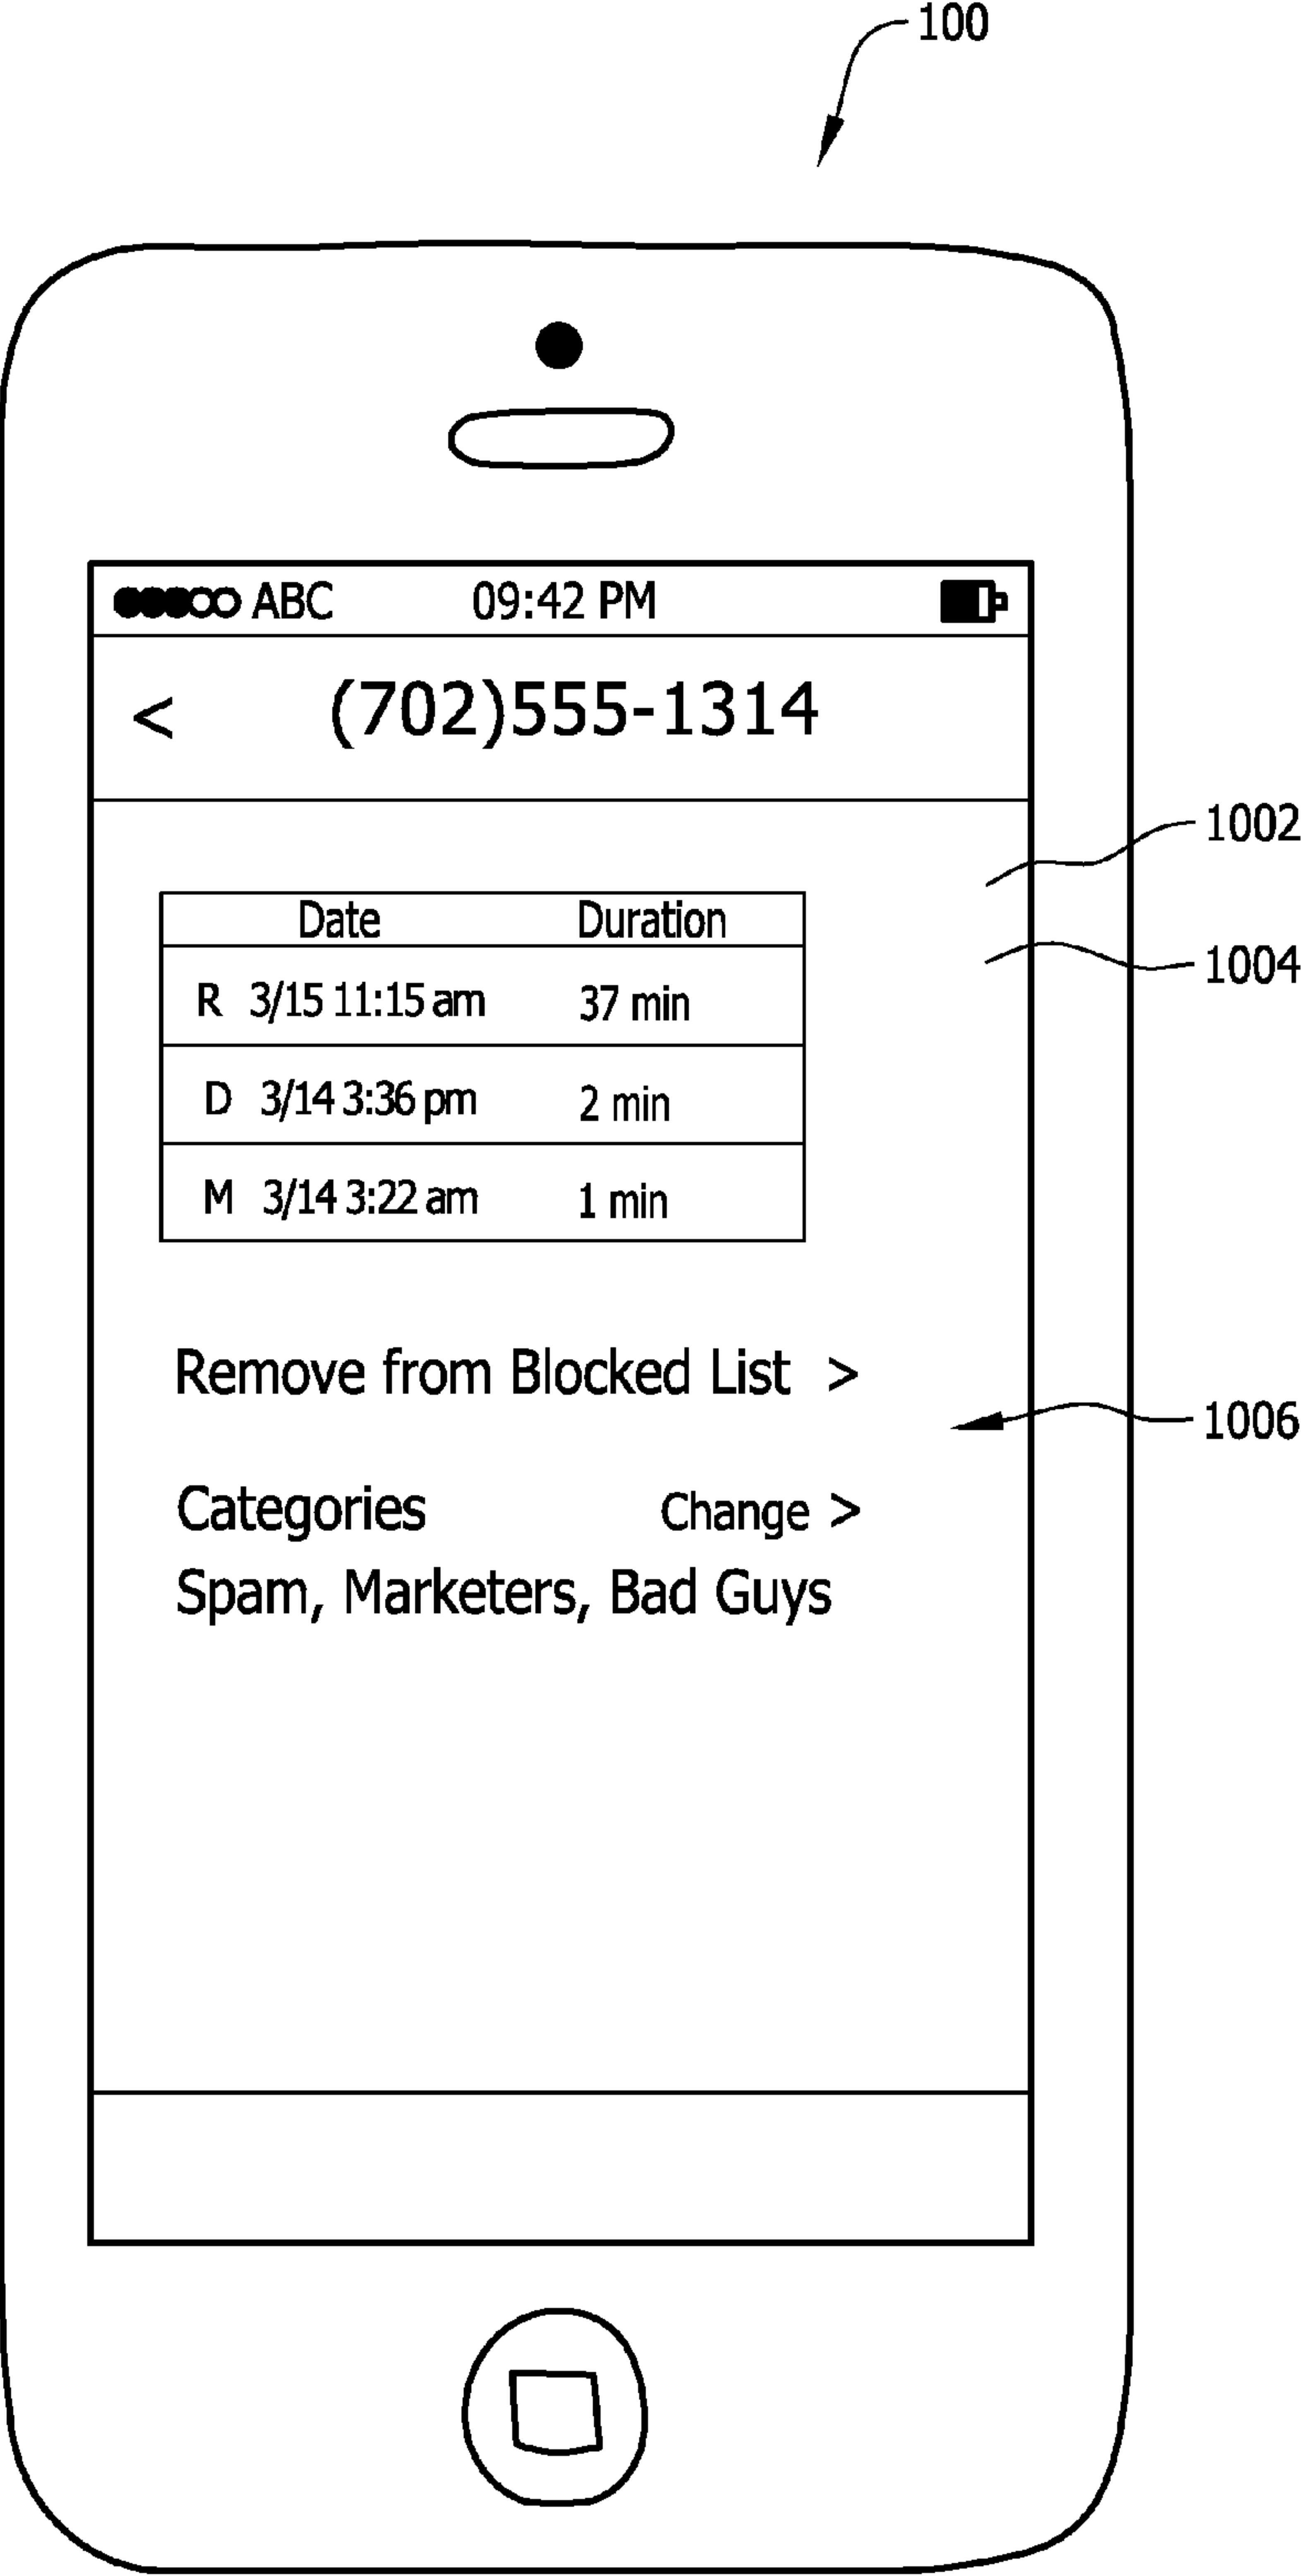 100
ABC 09:42 PM
< (702)555-1314
1002
Date Duration
1004
R 3/15 11:15 am 37 min
D 3/14 3:36 pm 2 min
M 3/14 3:22 am 1 min
Remove from Blocked List >
1006
Categories Change >
Spam, Marketers, Bad Guys